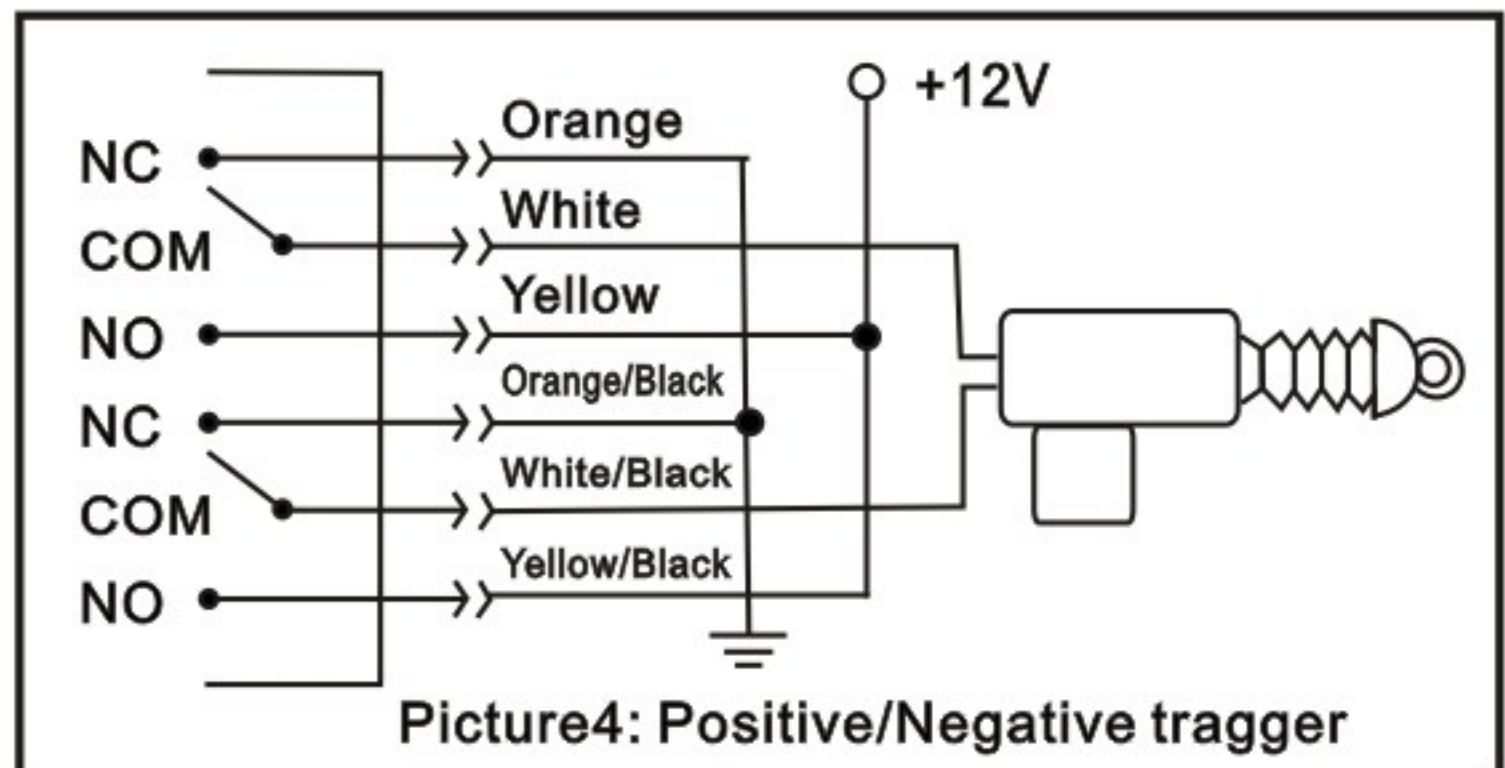 +12V
Orange
NC
White
COM
Yellow
NO
Orange/Black
NC
White/Black
COM
Yellow/Black
NO
Picture4: Positive/Negative tragger